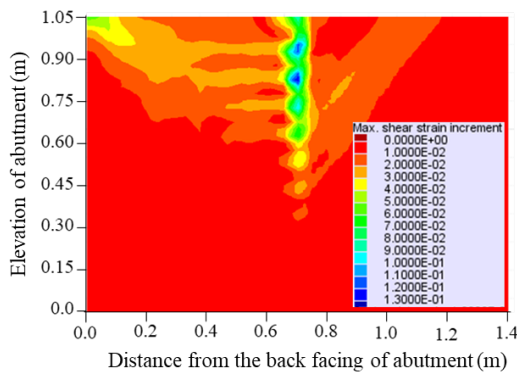 Elevation of abutment (m)
1.05
0.90
0.75
0.60
0.45
0.30
0.15
0.0
Max. shear strain increment
0.0000E+00
1.0000E-02
2.0000E-02
3.0000E-02
4.0000E-02
5.0000E-02
6.0000E-02
7.0000E-02
8.0000E-02
9.0000E-02
1.0000E-01
1.1000E-01
1.2000E-01
1.3000E-01
0.0 0.2 0.4 0.6 0.8 1.0 1.2 1.4
Distance from the back facing of abutment (m)